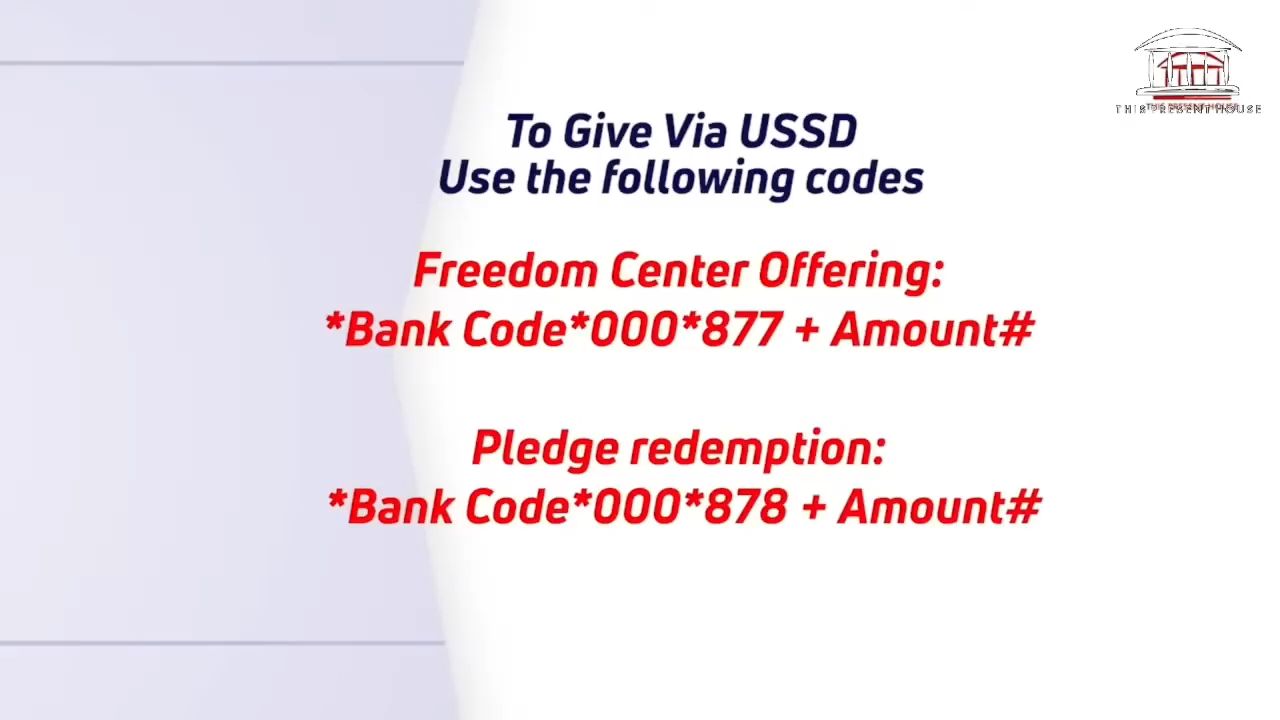 THIS PRESENT HOUSE
To Give Via USSD
Use the following codes
Freedom Center Offering:
*Bank Code*000*877 + Amount#
Pledge redemption:
*Bank Code*000*878 + Amount#